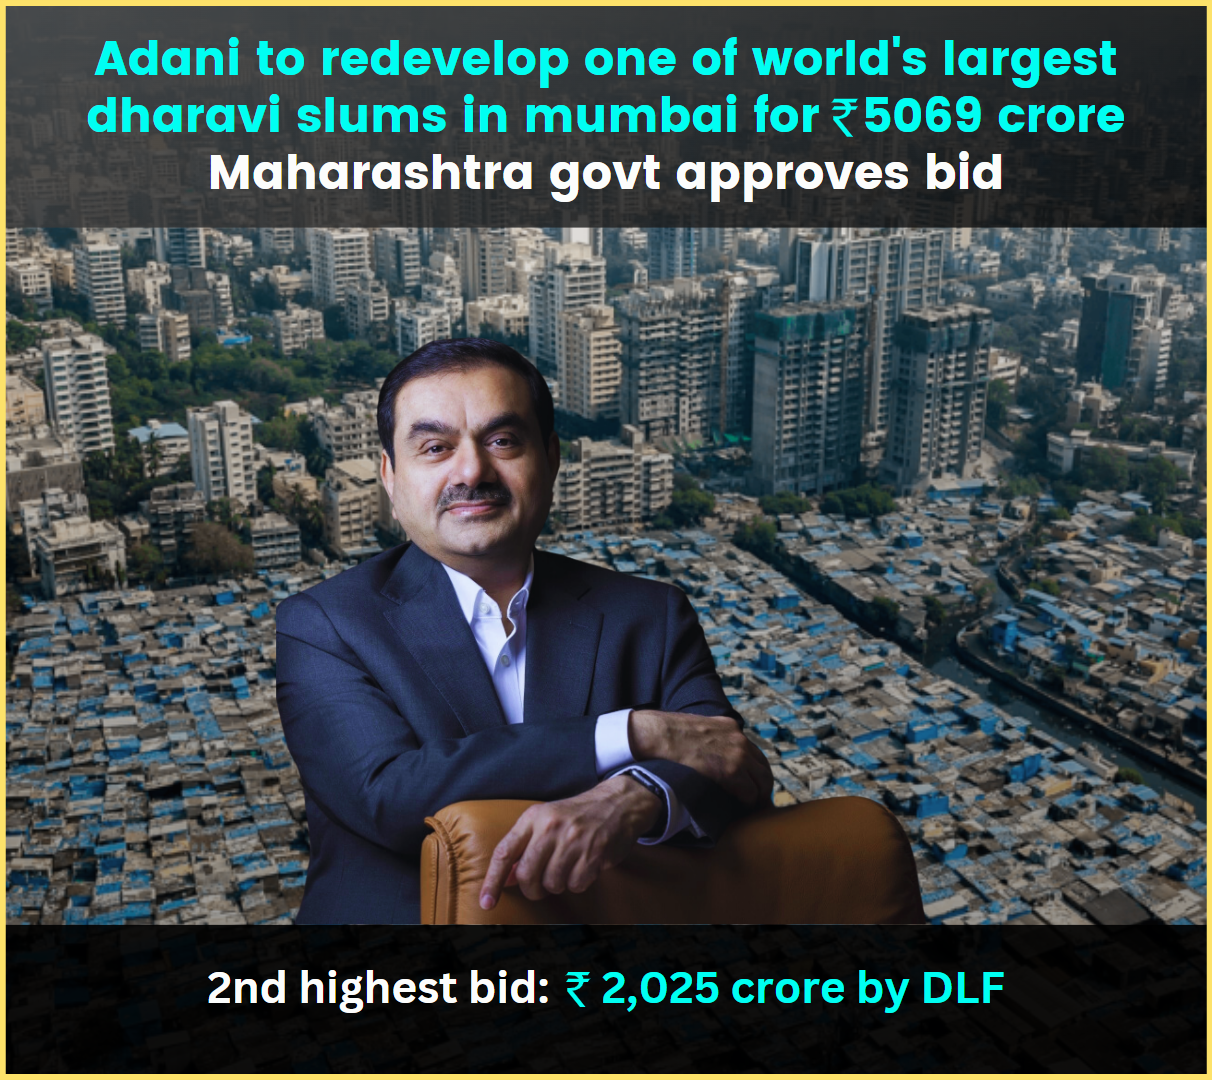 Adani to redevelop one of world's largest
dharavi slums in mumbai for ₹5069 crore
Maharashtra govt approves bid
2nd highest bid: ₹ 2,025 crore by DLF